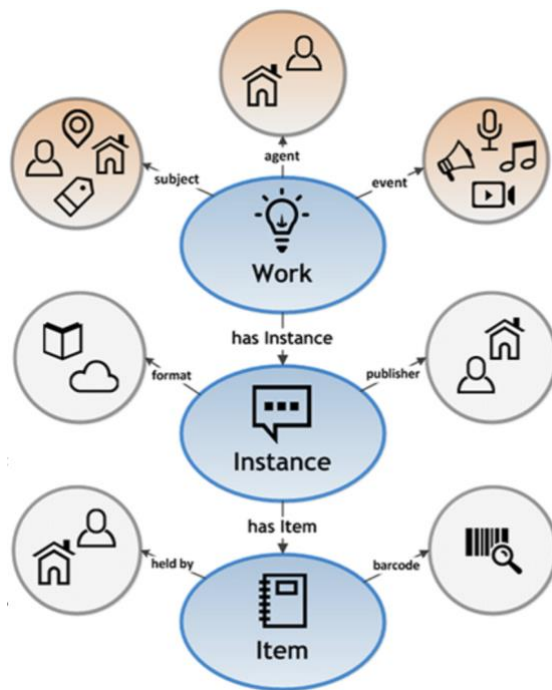 agent
subject
event
Work
has Instance
format
publisher
Instance
has Item
held by
barcode
Item